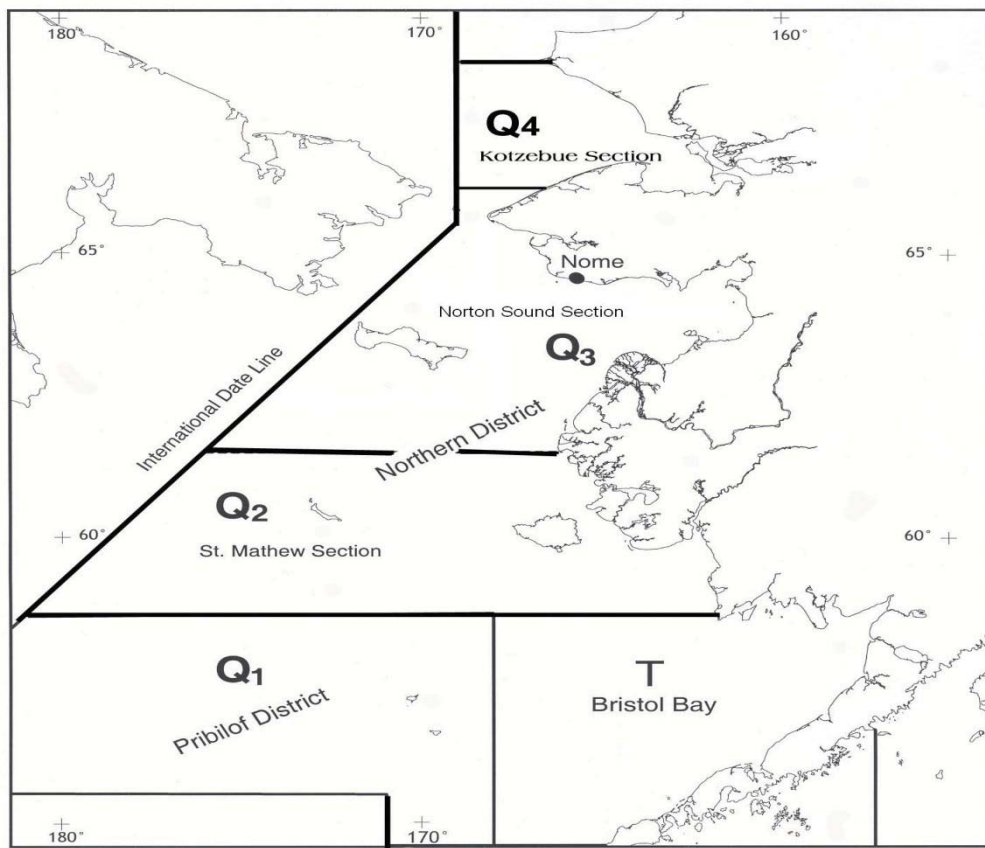 180°
170°
160°
Q4
Kotzebue Section
65°
65°
Nome
Norton Sound Section
Q3
International Date Line
Northern District
Q2
St. Mathew Section
60°
60°
Q1
Pribilof District
T
Bristol Bay
180°
170°